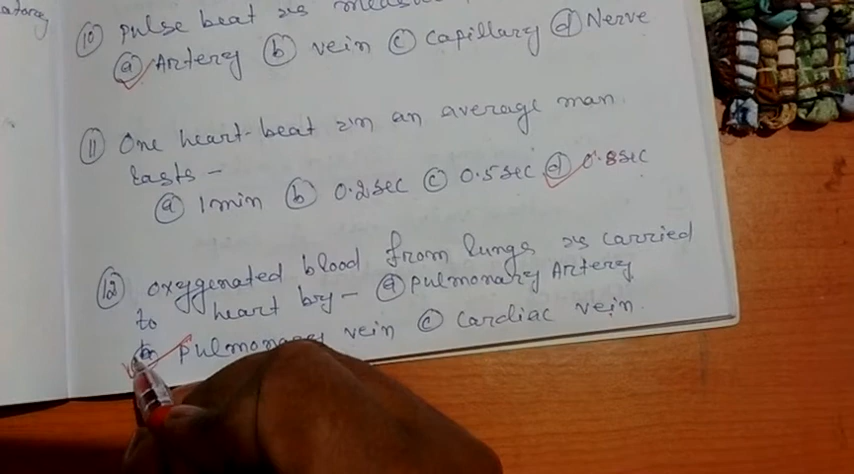 ⑩ Pulse beat is
ⓐ Artery ⓑ vein ⓒ Capillary ⓓ Nerve
⑪ One heart-beat in an average man
lasts -
ⓐ 1min ⓑ 0.2sec ⓒ 0.5sec ⓓ 0.8sec
⑫ oxygenated blood from lungs is carried
to heart by - ⓐ pulmonary Artery
ⓑ pulmonary vein ⓒ cardiac vein.